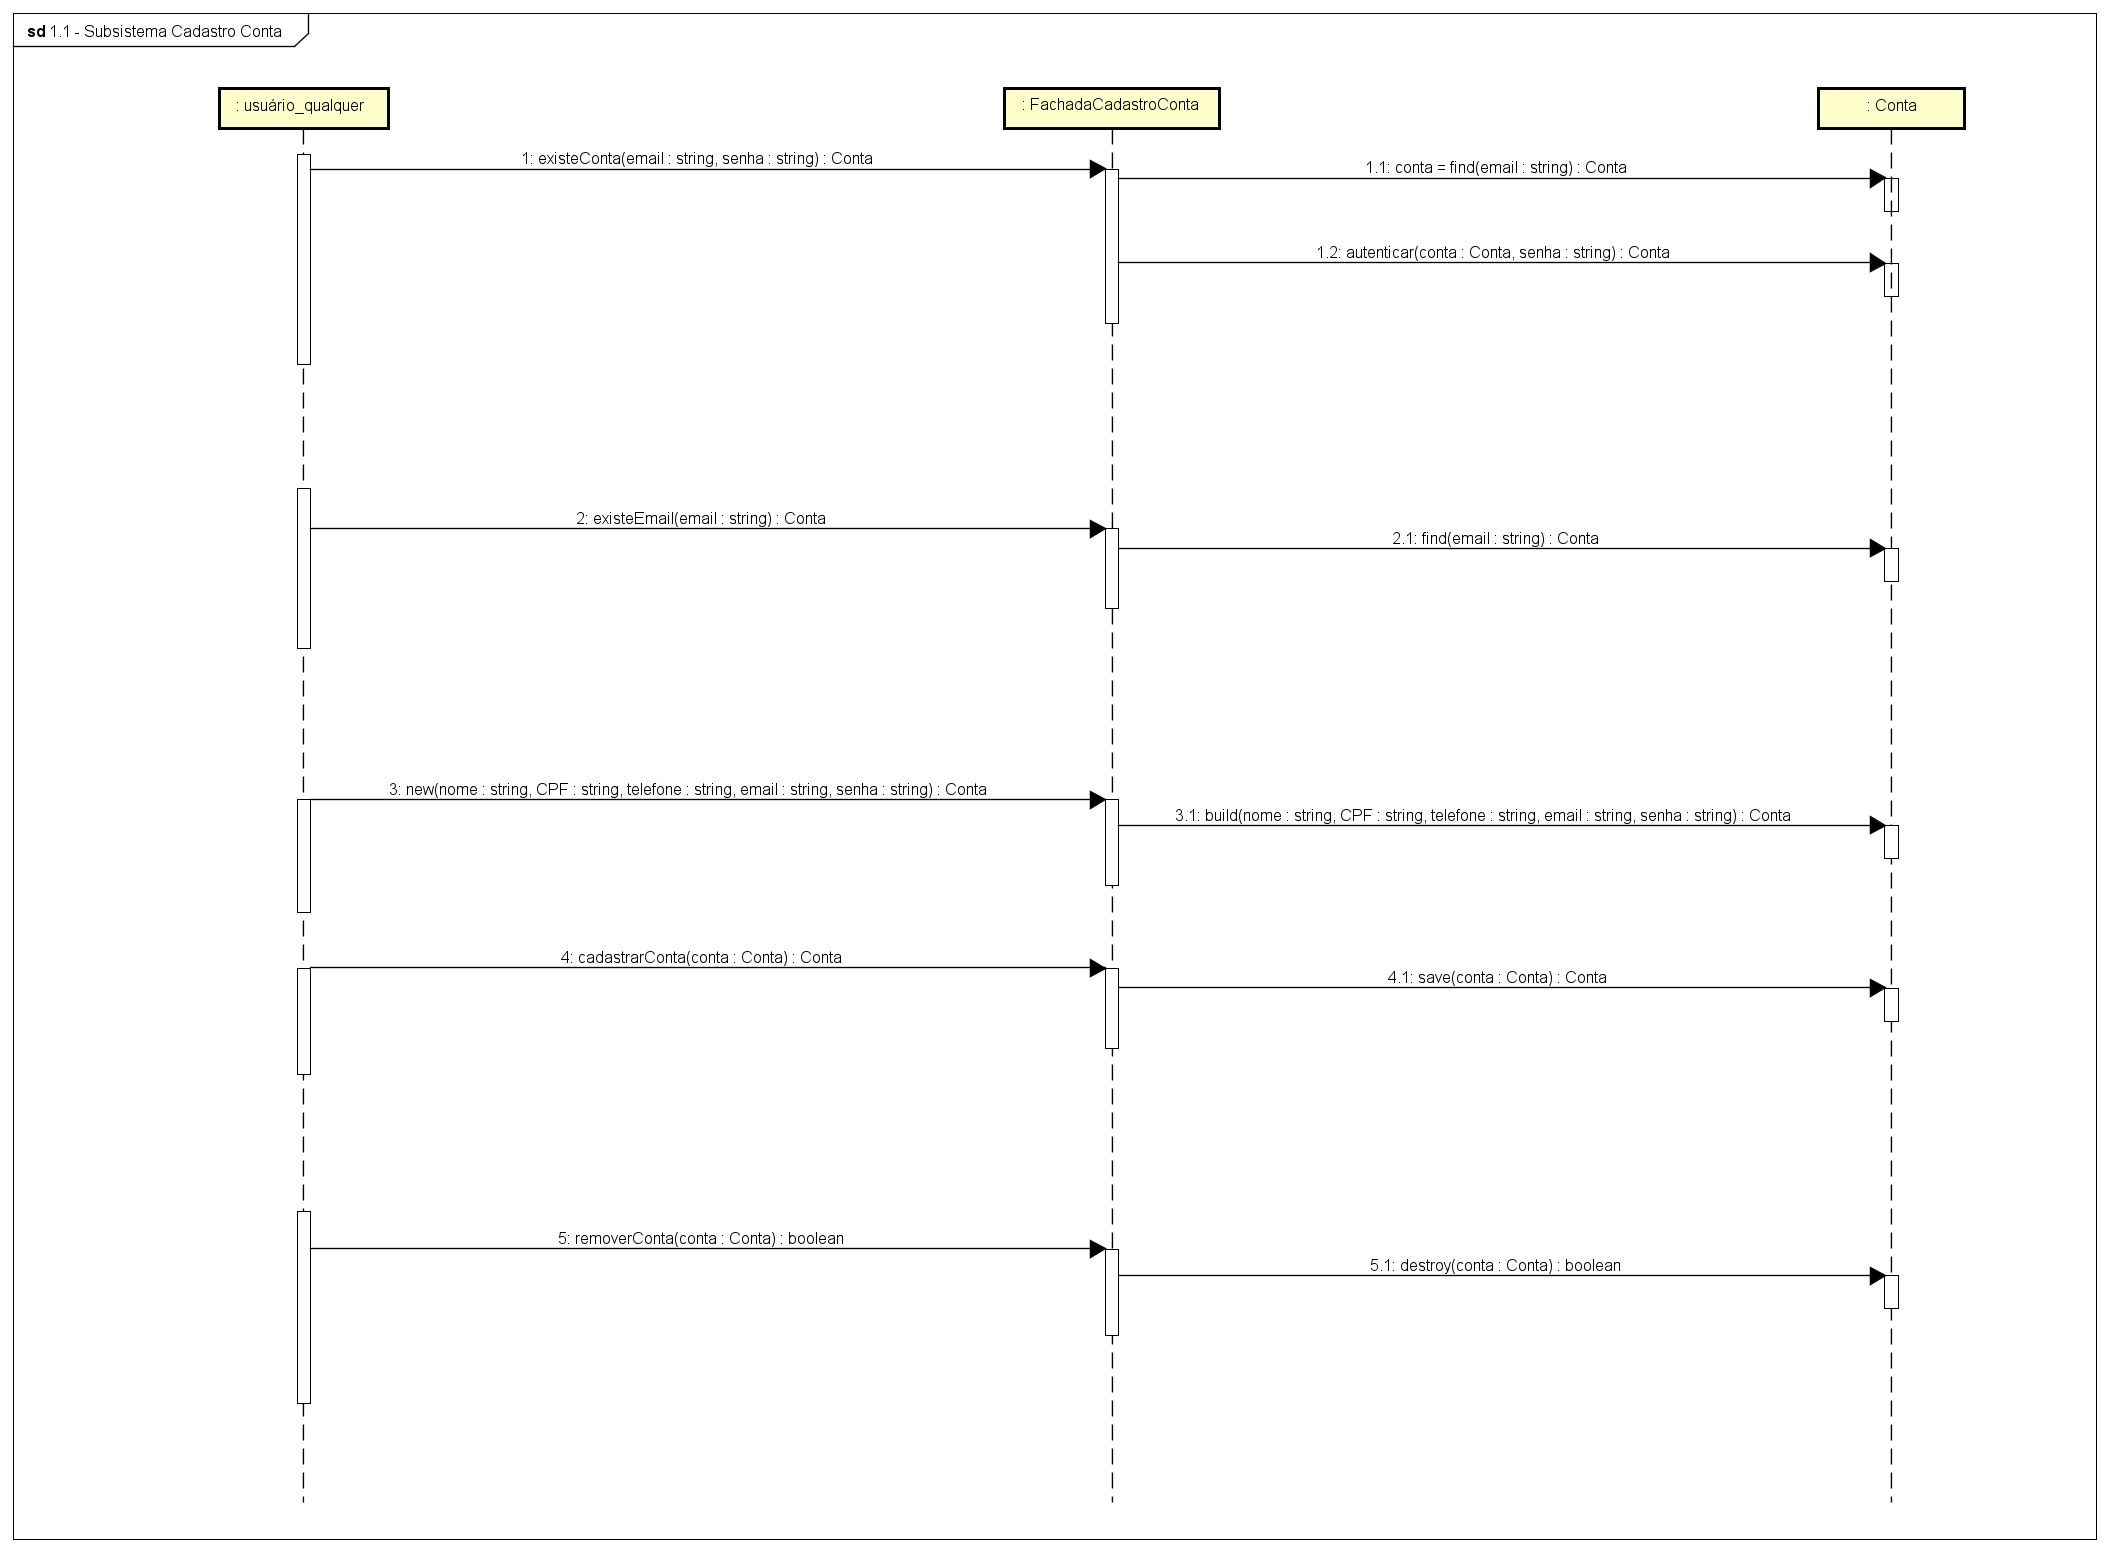 sd 1.1 - Subsistema Cadastro Conta
: usuário_qualquer
: FachadaCadastroConta
: Conta
1: existeConta(email : string, senha : string) : Conta
1.1: conta = find(email : string) : Conta
1.2: autenticar(conta : Conta, senha : string) : Conta
2: existeEmail(email : string) : Conta
2.1: find(email : string) : Conta
3: new(nome : string, CPF : string, telefone : string, email : string, senha : string) : Conta
3.1: build(nome : string, CPF : string, telefone : string, email : string, senha : string) : Conta
4: cadastrarConta(conta : Conta) : Conta
4.1: save(conta : Conta) : Conta
5: removerConta(conta : Conta) : boolean
5.1: destroy(conta : Conta) : boolean